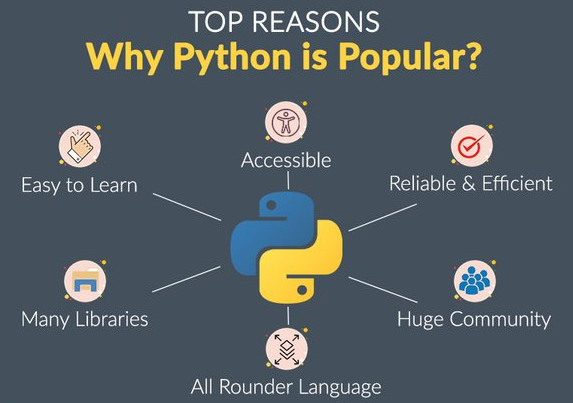 TOP REASONS
Why Python is Popular?
Accessible
Easy to Learn
Reliable & Efficient
Many Libraries
Huge Community
All Rounder Language